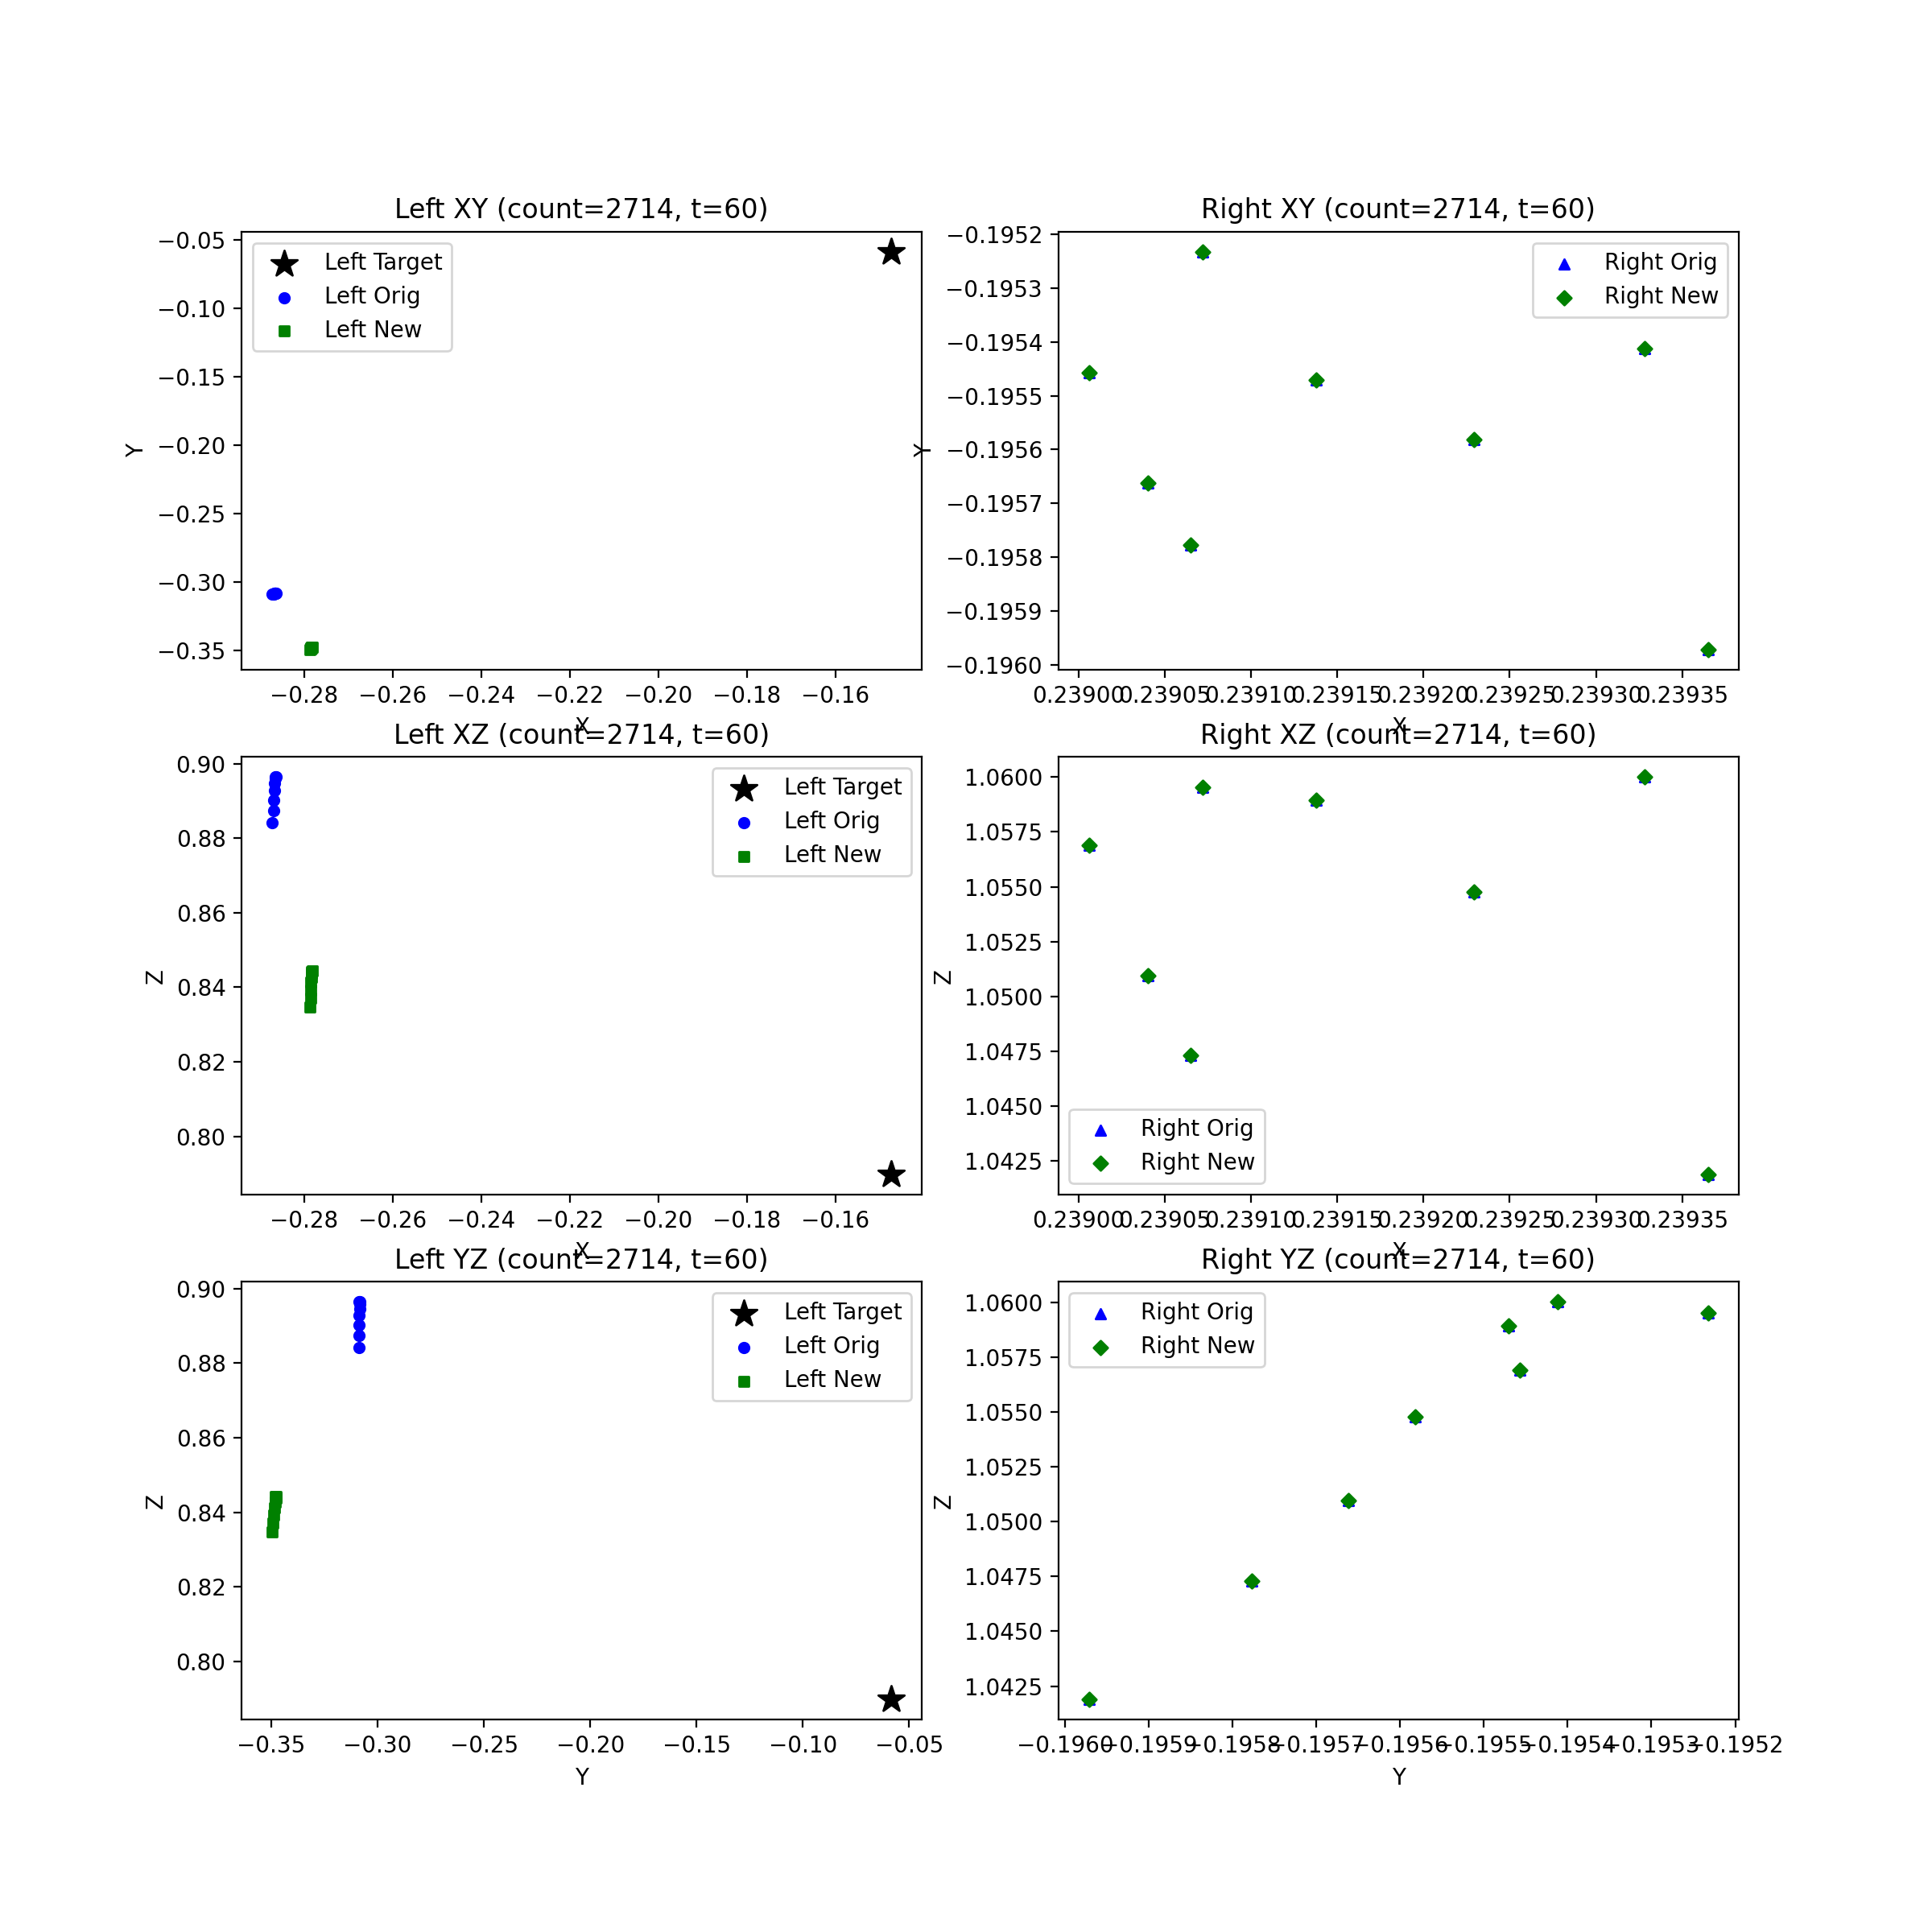 Left XY (count=2714, t=60)
Left Target
Left Orig
Left New
−0.05
−0.10
−0.15
−0.20
−0.25
−0.30
−0.35
Y
−0.28 −0.26 −0.24 −0.22 −0.20 −0.18 −0.16
X
Right XY (count=2714, t=60)
Right Orig
Right New
−0.1952
−0.1953
−0.1954
−0.1955
−0.1956
−0.1957
−0.1958
−0.1959
−0.1960
Y
0.23900 0.23905 0.23910 0.23915 0.23920 0.23925 0.23930 0.23935
X
Left XZ (count=2714, t=60)
Left Target
Left Orig
Left New
0.90
0.88
0.86
0.84
0.82
0.80
Z
−0.28 −0.26 −0.24 −0.22 −0.20 −0.18 −0.16
X
Right XZ (count=2714, t=60)
1.0600
1.0575
1.0550
1.0525
1.0500
1.0475
1.0450
1.0425
Z
Right Orig
Right New
0.23900 0.23905 0.23910 0.23915 0.23920 0.23925 0.23930 0.23935
X
Left YZ (count=2714, t=60)
Left Target
Left Orig
Left New
0.90
0.88
0.86
0.84
0.82
0.80
Z
−0.35 −0.30 −0.25 −0.20 −0.15 −0.10 −0.05
Y
Right YZ (count=2714, t=60)
Right Orig
Right New
1.0600
1.0575
1.0550
1.0525
1.0500
1.0475
1.0450
1.0425
Z
−0.1960 −0.1959 −0.1958 −0.1957 −0.1956 −0.1955 −0.1954 −0.1953 −0.1952
Y